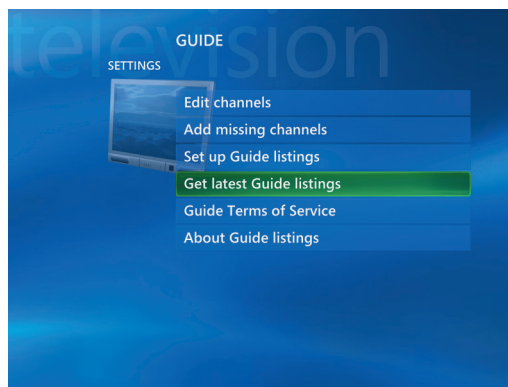 television
GUIDE
SETTINGS
Edit channels
Add missing channels
Set up Guide listings
Get latest Guide listings
Guide Terms of Service
About Guide listings